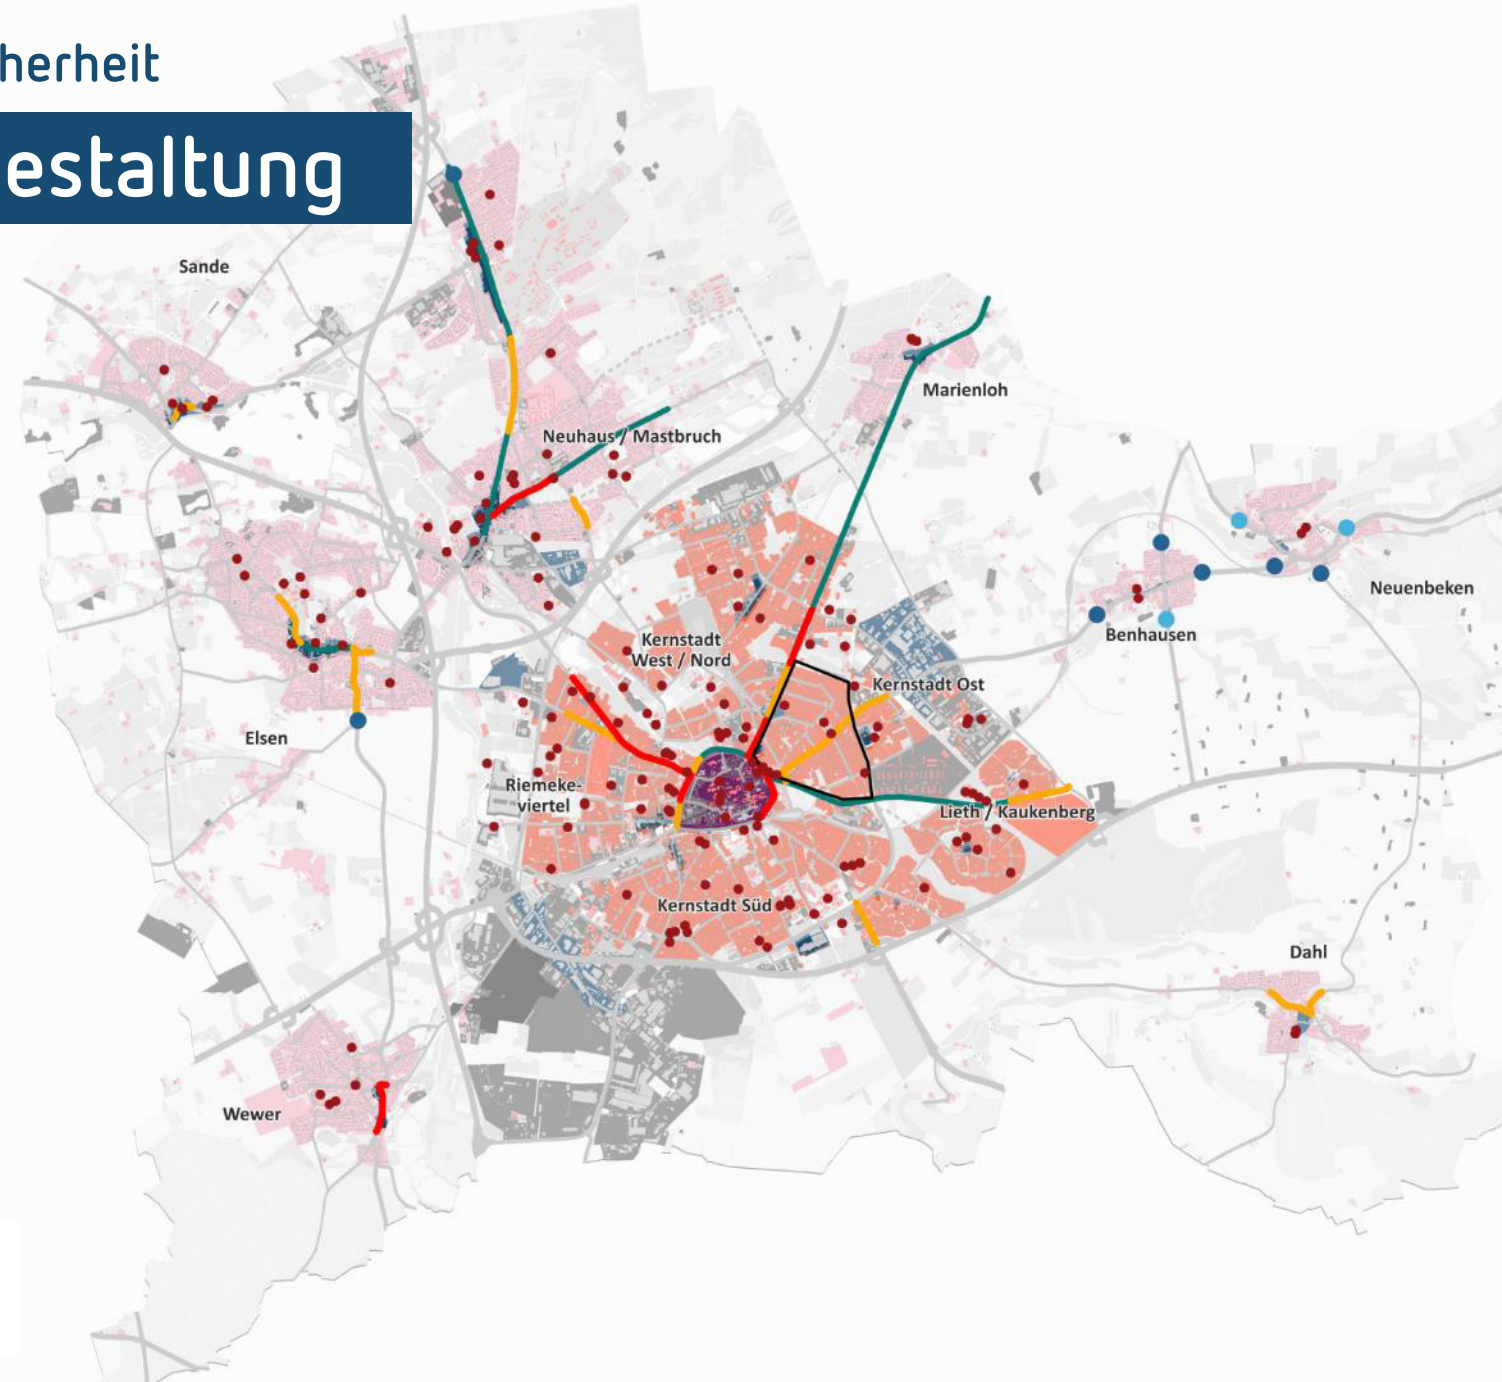 herheit
estaltung
Sande
Marienloh
Neuhaus / Mastbruch
Neuenbeken
Benhausen
Kernstadt
West / Nord
Kernstadt Ost
Elsen
Riemeke-
viertel
Lieth / Kaukenberg
Kernstadt Süd
Dahl
Wewer